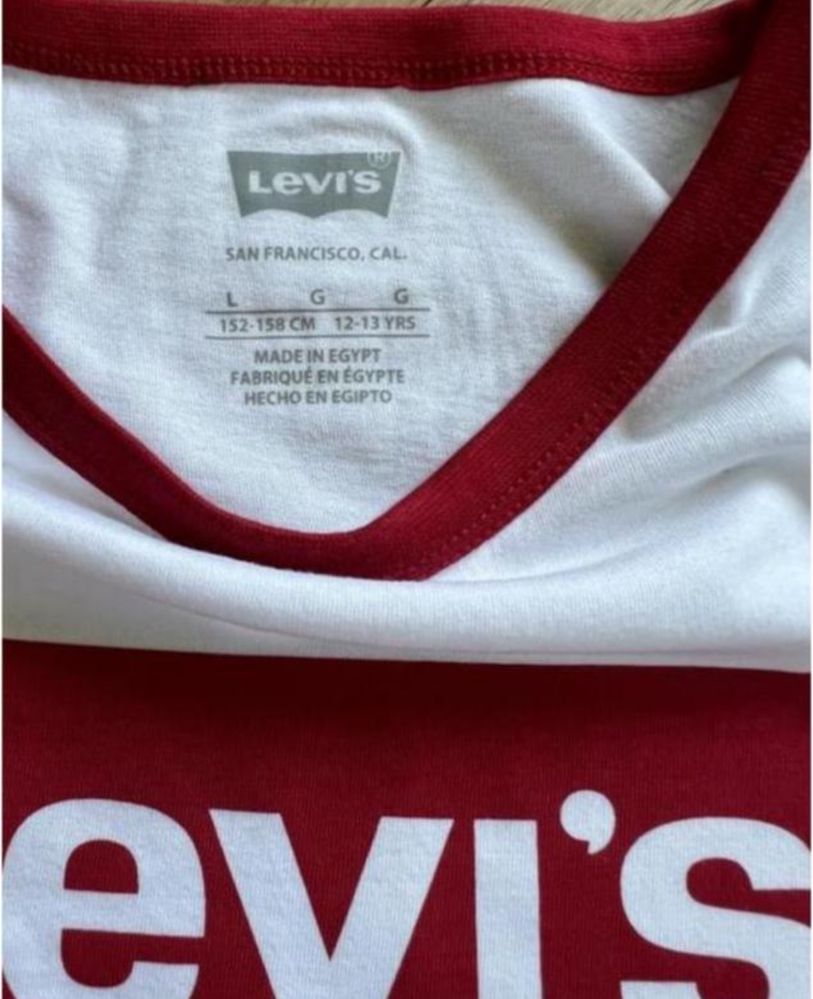 Levi's®
SAN FRANCISCO, CAL.
L G G
152-158 CM 12-13 YRS
MADE IN EGYPT
FABRIQUÉ EN ÉGYPTE
HECHO EN EGIPTO
evi's